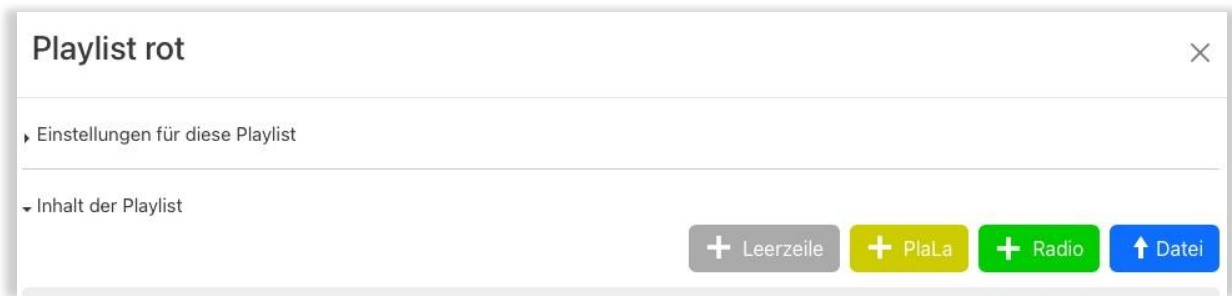 Playlist rot
Einstellungen für diese Playlist
Inhalt der Playlist
Leerzeile PlaLa Radio Datei